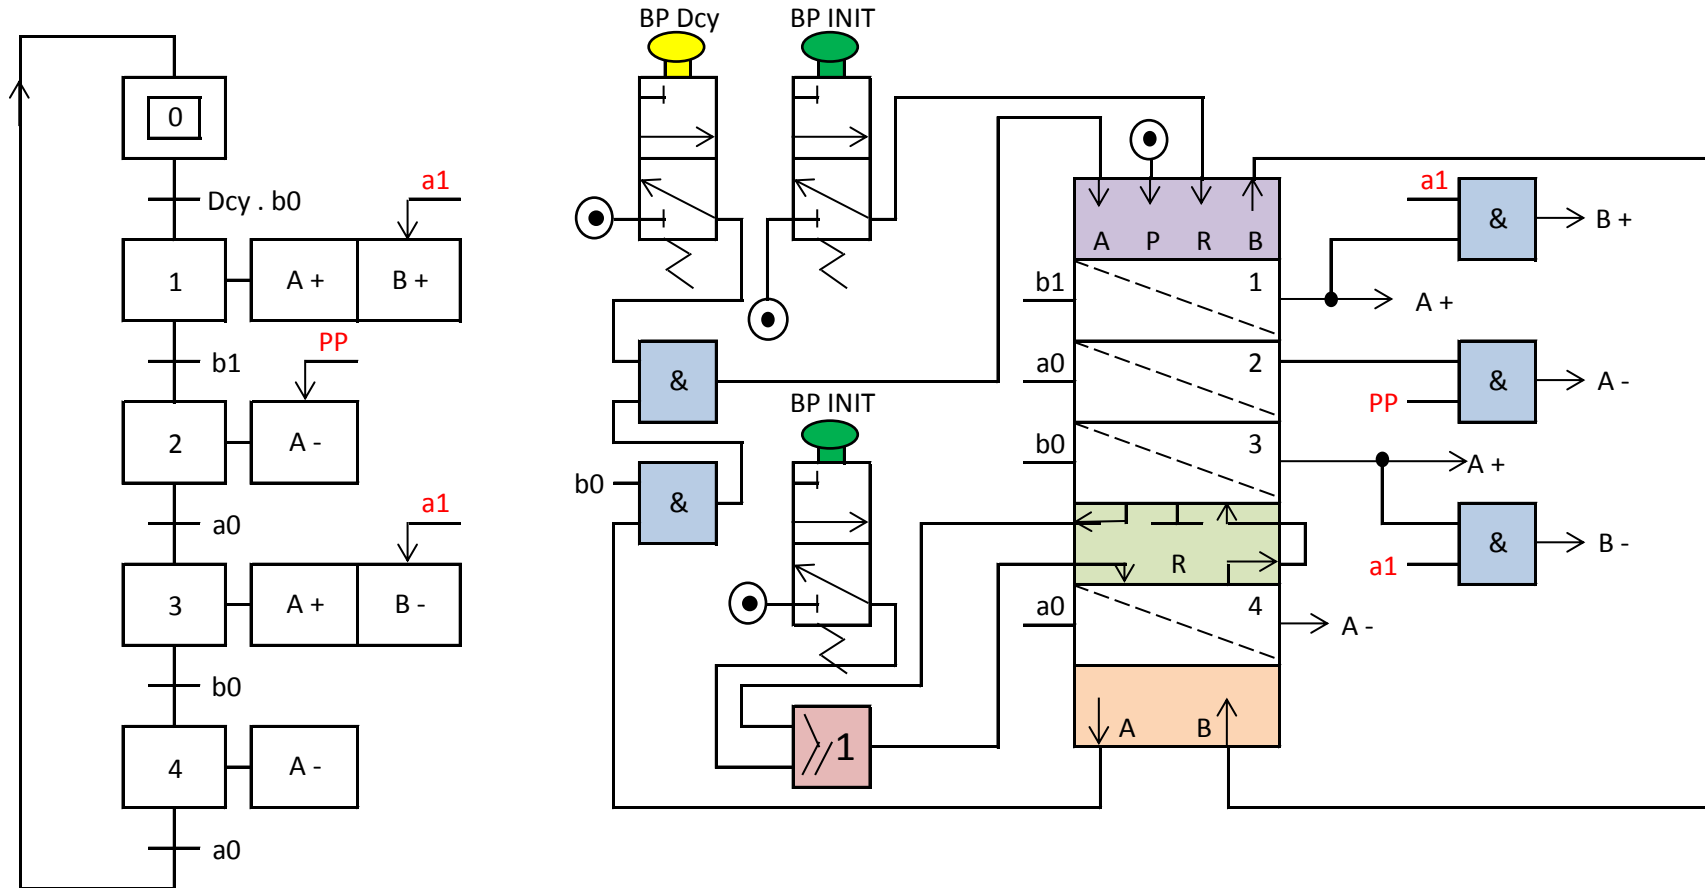 0
Dcy . b0
a1
1
A +
B +
b1
PP
2
A -
a0
a1
3
A +
B -
b0
4
A -
a0
BP Dcy
BP INIT
&
b0
&
BP INIT
≥1
A
P
R
B
b1
1
A +
a0
2
b0
3
A +
R
a0
4
A -
A
B
a1
&
B +
PP
&
A -
a1
&
B -